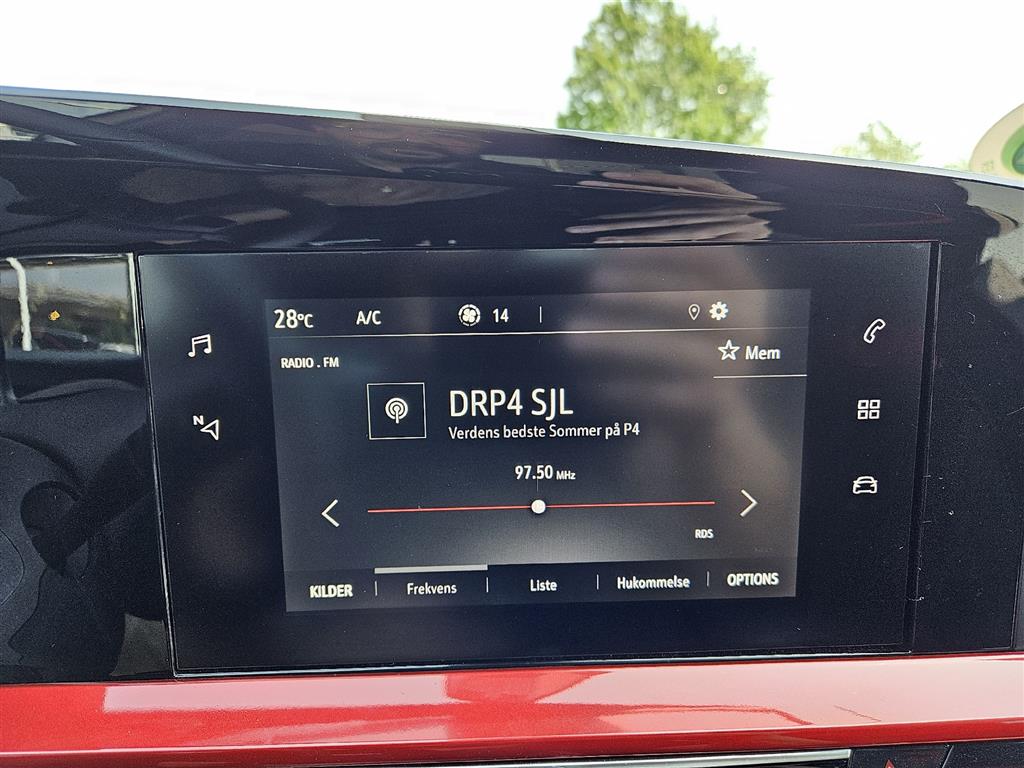 28°C A/C 14
RADIO . FM
Mem
DRP4 SJL
Verdens bedste Sommer på P4
97.50 MHz
N
RDS
KILDER Frekvens Liste Hukommelse OPTIONS